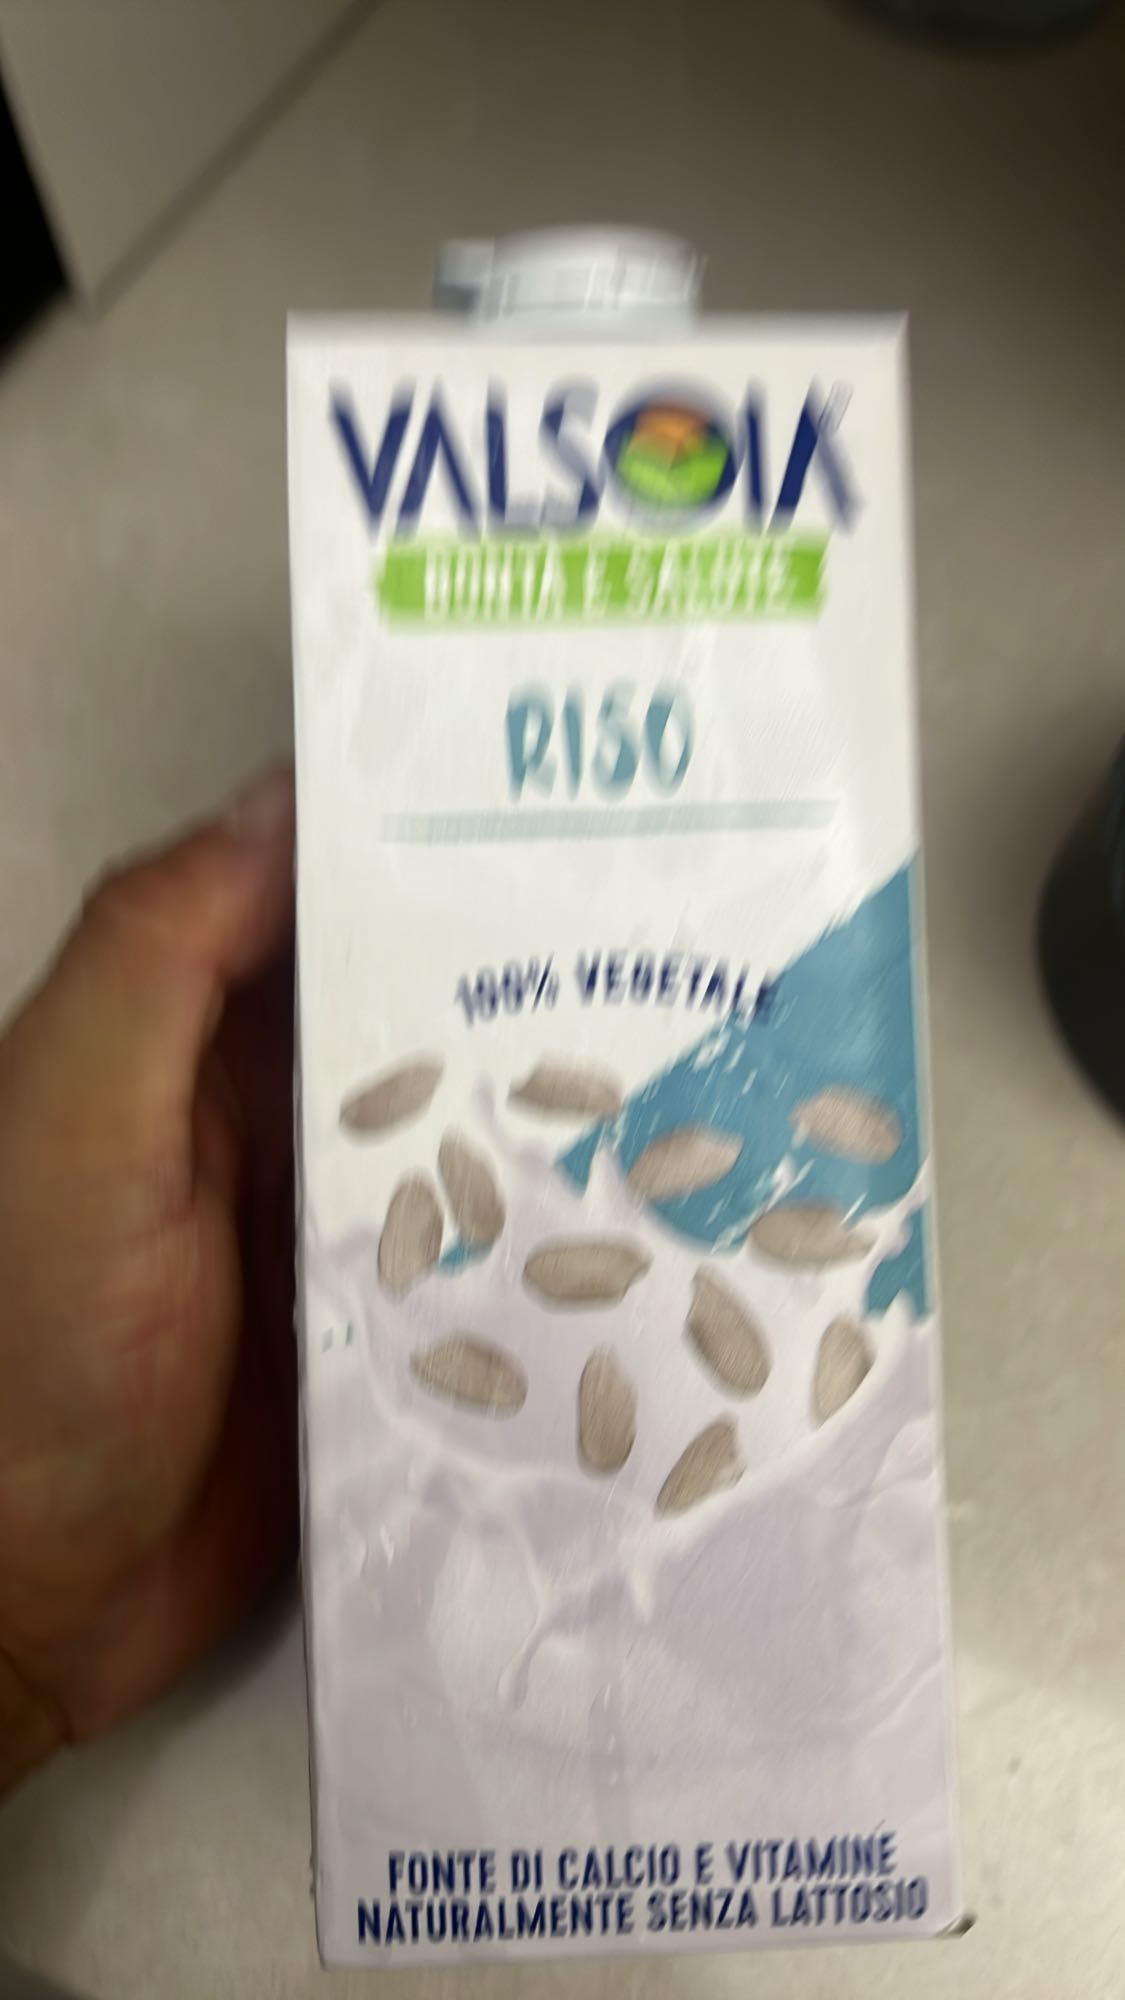 VALSOIA
BONTÀ E SALUTE
RISO
100% VEGETALE
FONTE DI CALCIO E VITAMINE
NATURALMENTE SENZA LATTOSIO